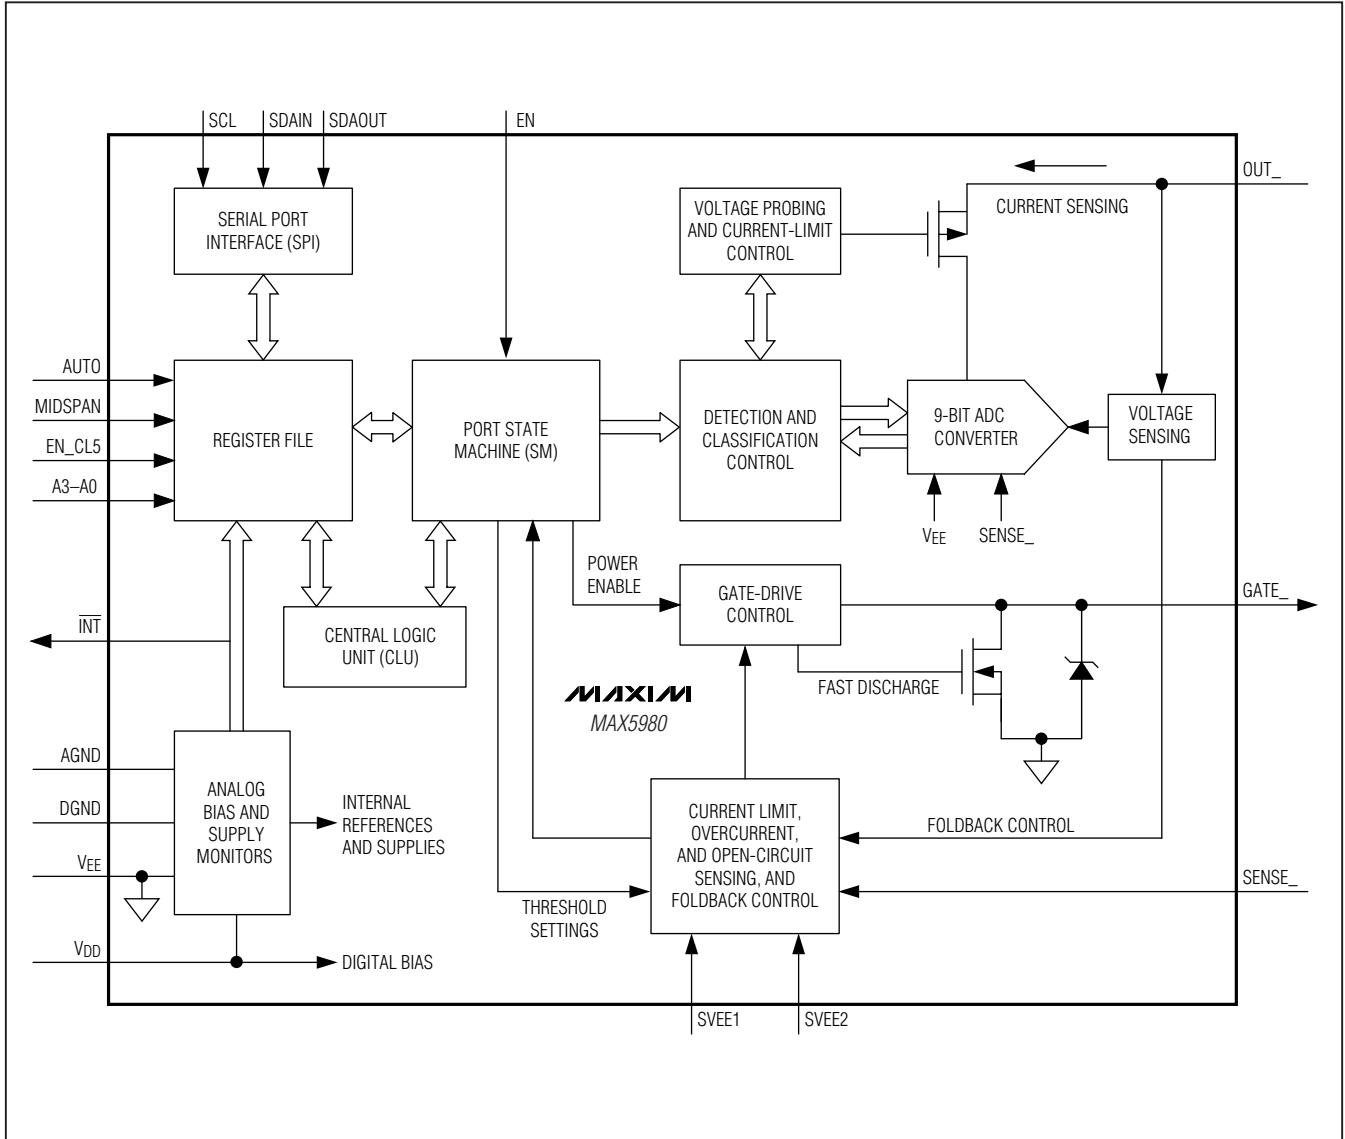 SCL
SDAIN
SDAOUT
EN
SERIAL PORT
INTERFACE (SPI)
VOLTAGE PROBING
AND CURRENT-LIMIT
CONTROL
CURRENT SENSING
OUT_
AUTO
MIDSPAN
EN_CL5
A3–A0
REGISTER FILE
PORT STATE
MACHINE (SM)
DETECTION AND
CLASSIFICATION
CONTROL
9-BIT ADC
CONVERTER
VOLTAGE
SENSING
VEE
SENSE_
POWER
ENABLE
GATE-DRIVE
CONTROL
GATE_
INT
CENTRAL LOGIC
UNIT (CLU)
FAST DISCHARGE
MAXIM
MAX5980
AGND
DGND
VEE
VDD
ANALOG
BIAS AND
SUPPLY
MONITORS
INTERNAL
REFERENCES
AND SUPPLIES
DIGITAL BIAS
THRESHOLD
SETTINGS
CURRENT LIMIT,
OVERCURRENT,
AND OPEN-CIRCUIT
SENSING, AND
FOLDBACK CONTROL
FOLDBACK CONTROL
SENSE_
SVEE1
SVEE2